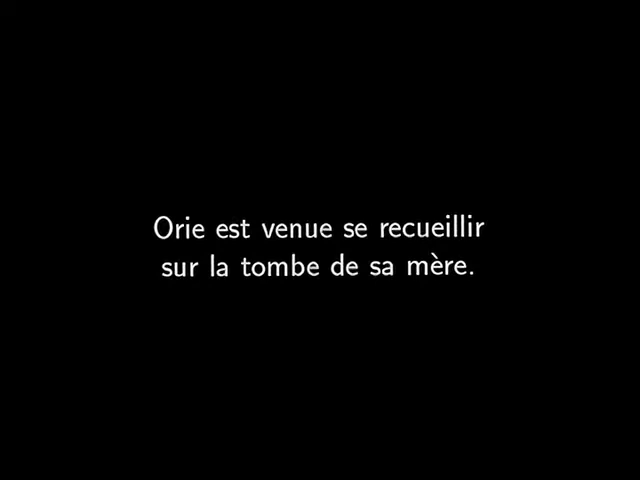 Orie est venue se recueillir
sur la tombe de sa mère.